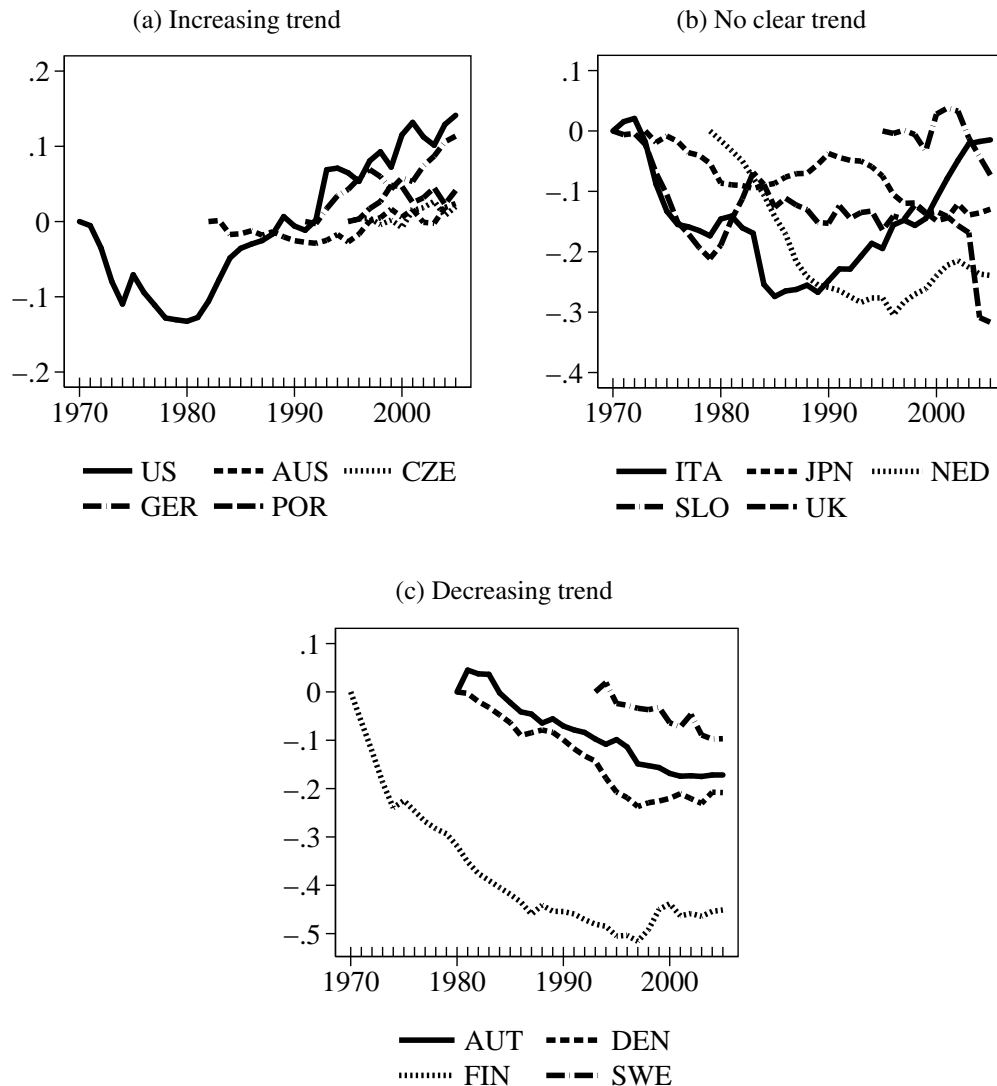 (a) Increasing trend
.2
.1
0
−.1
−.2
1970 1980 1990 2000
US AUS CZE
GER POR
(b) No clear trend
.1
0
−.1
−.2
−.3
−.4
1970 1980 1990 2000
ITA JPN NED
SLO UK
(c) Decreasing trend
.1
0
−.1
−.2
−.3
−.4
−.5
1970 1980 1990 2000
AUT DEN
FIN SWE